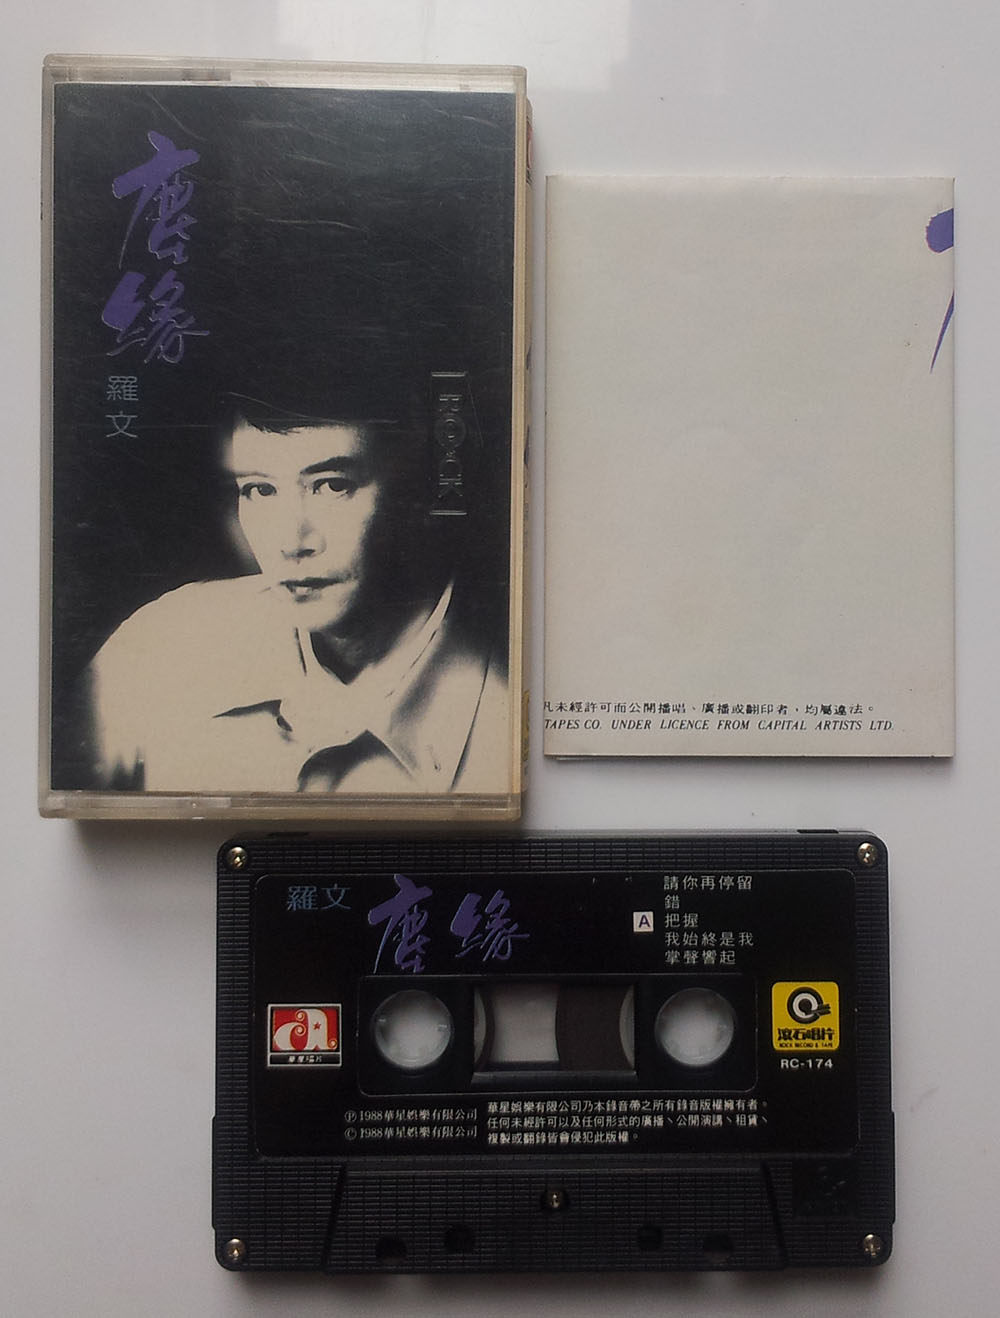 塵緣
羅文
ROCK
凡未經許可而公開播唱、廣播或翻印者，均屬違法。
TAPES CO. UNDER LICENCE FROM CAPITAL ARTISTS LTD.
羅文
塵緣
A
請你再停留
錯
把握
我始終是我
掌聲響起
華星唱片
滾石唱片
ROCK RECORD & TAPE
RC-174
Ⓟ1988華星娛樂有限公司
Ⓒ1988華星娛樂有限公司
華星娛樂有限公司乃本錄音帶之所有錄音版權擁有者。
任何未經許可以及任何形式的廣播、公開演講、租賃、
複製或翻錄皆會侵犯此版權。